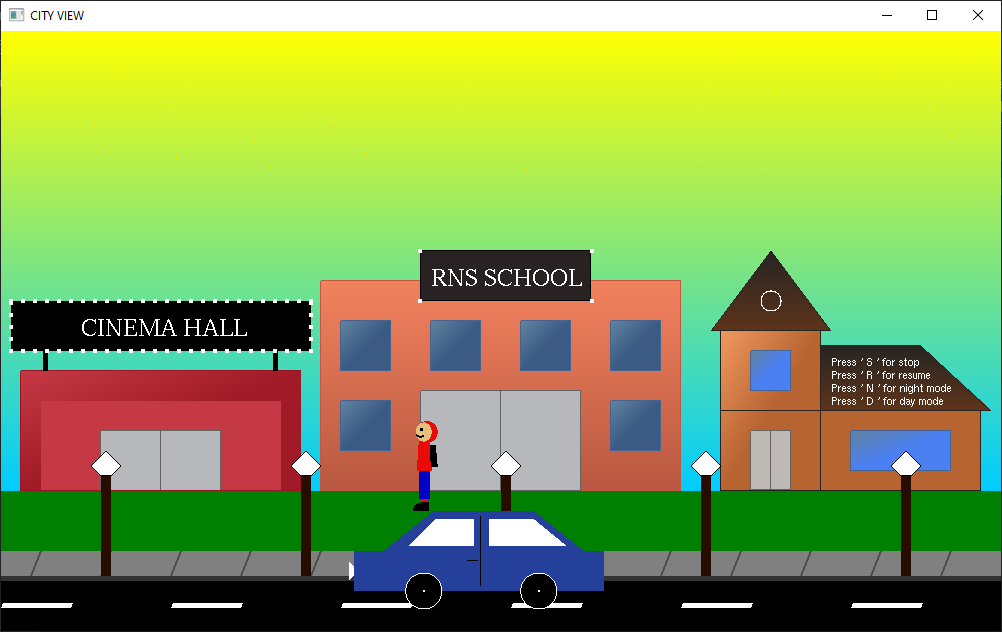 CITY VIEW
RNS SCHOOL
CINEMA HALL
Press ' S ' for stop
Press ' R ' for resume
Press ' N ' for night mode
Press ' D ' for day mode